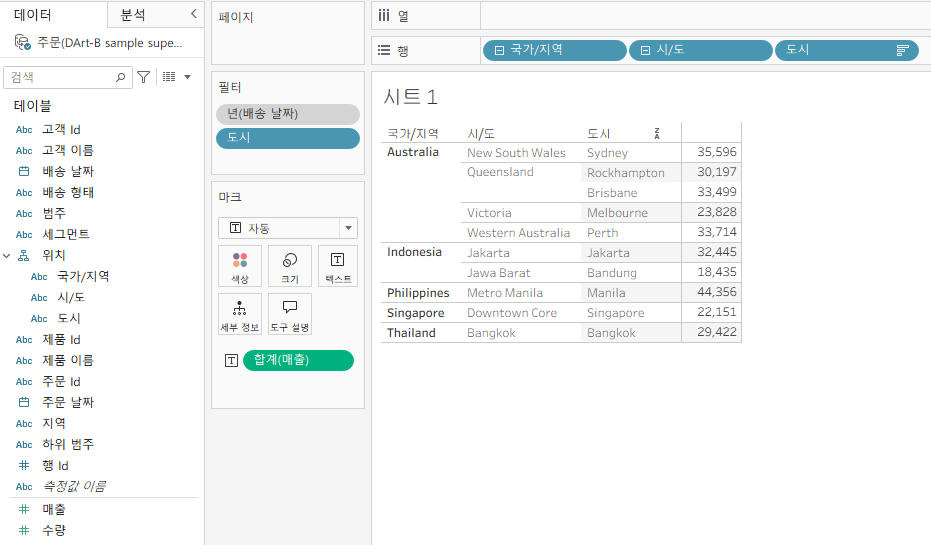 데이터
분석
주문(DArt-B sample supe...
검색
테이블
Abc 고객 Id
Abc 고객 이름
배송 날짜
Abc 배송 형태
Abc 범주
Abc 세그먼트
위치
Abc 국가/지역
Abc 시/도
Abc 도시
Abc 제품 Id
Abc 제품 이름
Abc 주문 Id
주문 날짜
Abc 지역
Abc 하위 범주
# 행 Id
Abc 측정값 이름
# 매출
# 수량
페이지
필터
년(배송 날짜)
도시
마크
T 자동
색상
크기
T 텍스트
세부 정보
도구 설명
T 합계(매출)
열
행
국가/지역
시/도
도시
시트 1
국가/지역 시/도 도시
Australia New South Wales Sydney 35,596
Queensland Rockhampton 30,197
Brisbane 33,499
Victoria Melbourne 23,828
Western Australia Perth 33,714
Indonesia Jakarta Jakarta 32,445
Jawa Barat Bandung 18,435
Philippines Metro Manila Manila 44,356
Singapore Downtown Core Singapore 22,151
Thailand Bangkok Bangkok 29,422